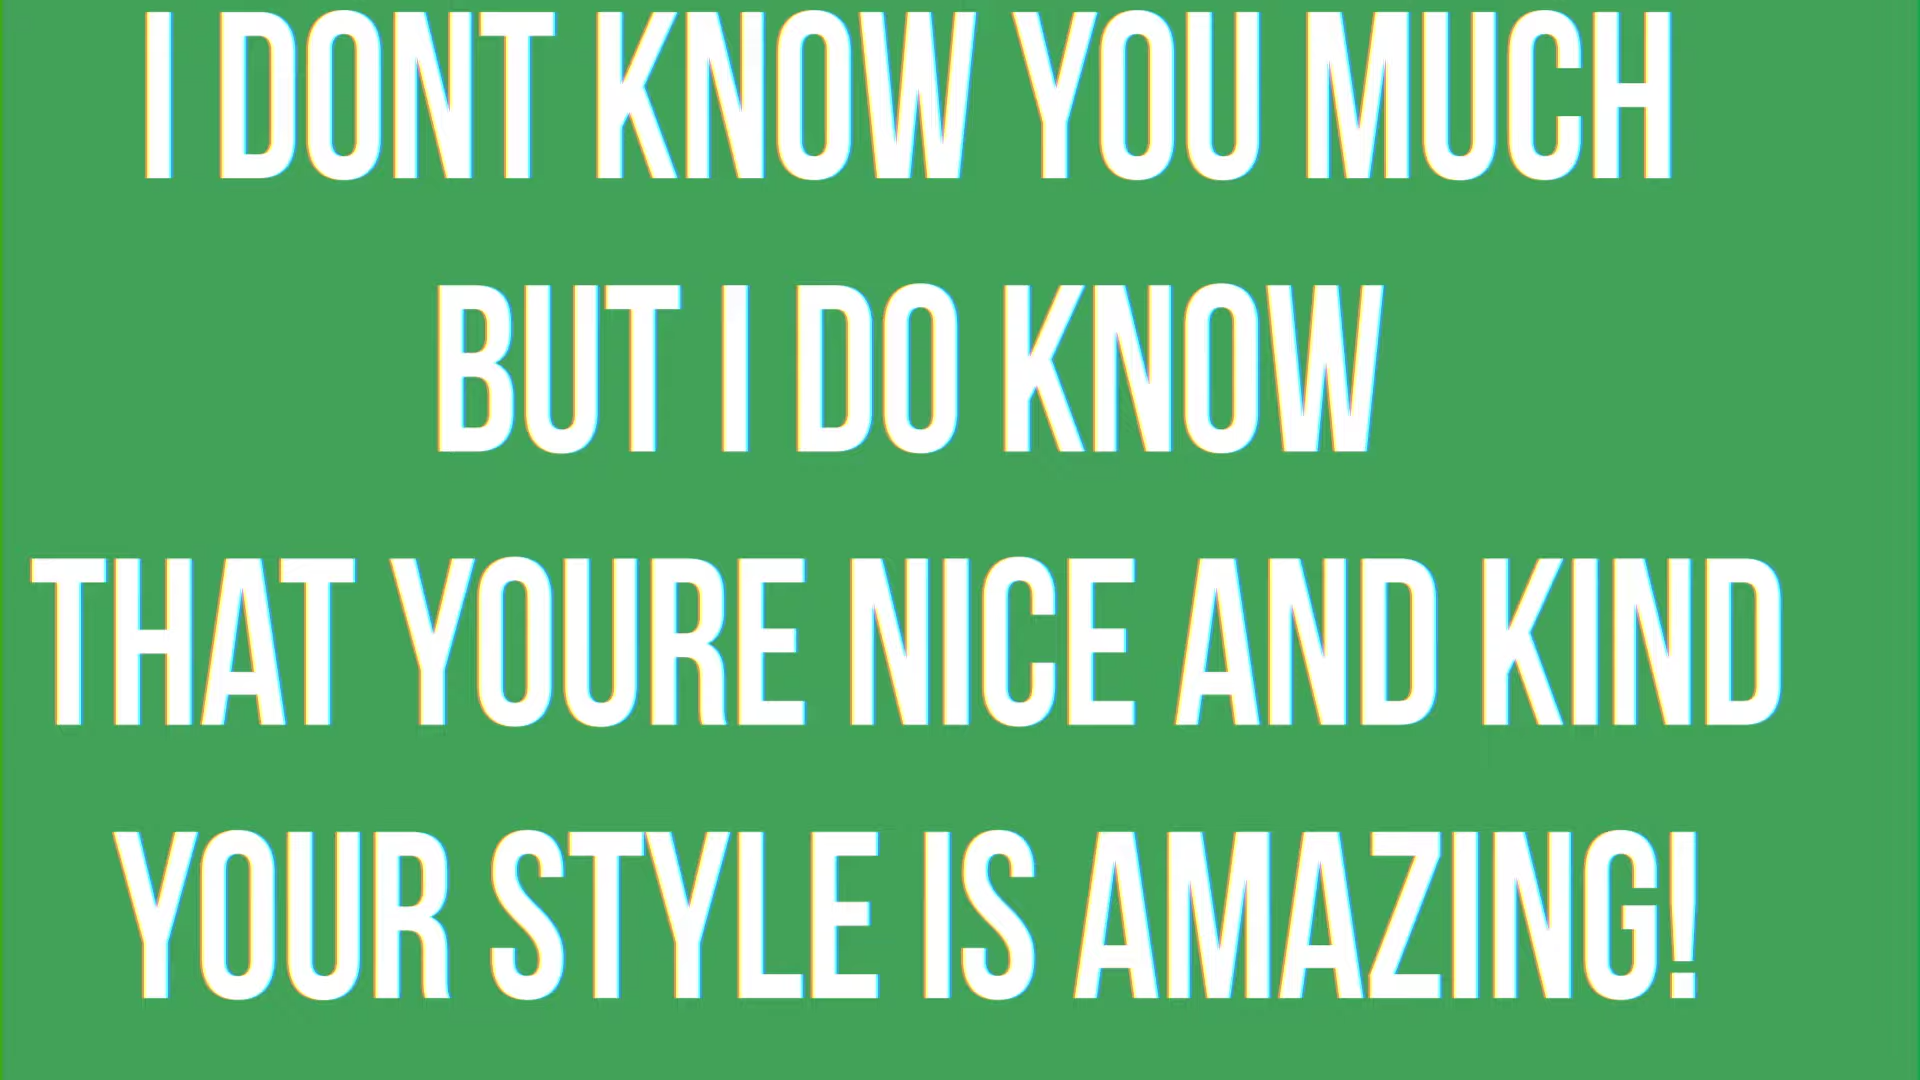 I DONT KNOW YOU MUCH
BUT I DO KNOW
THAT YOURE NICE AND KIND
YOUR STYLE IS AMAZING!